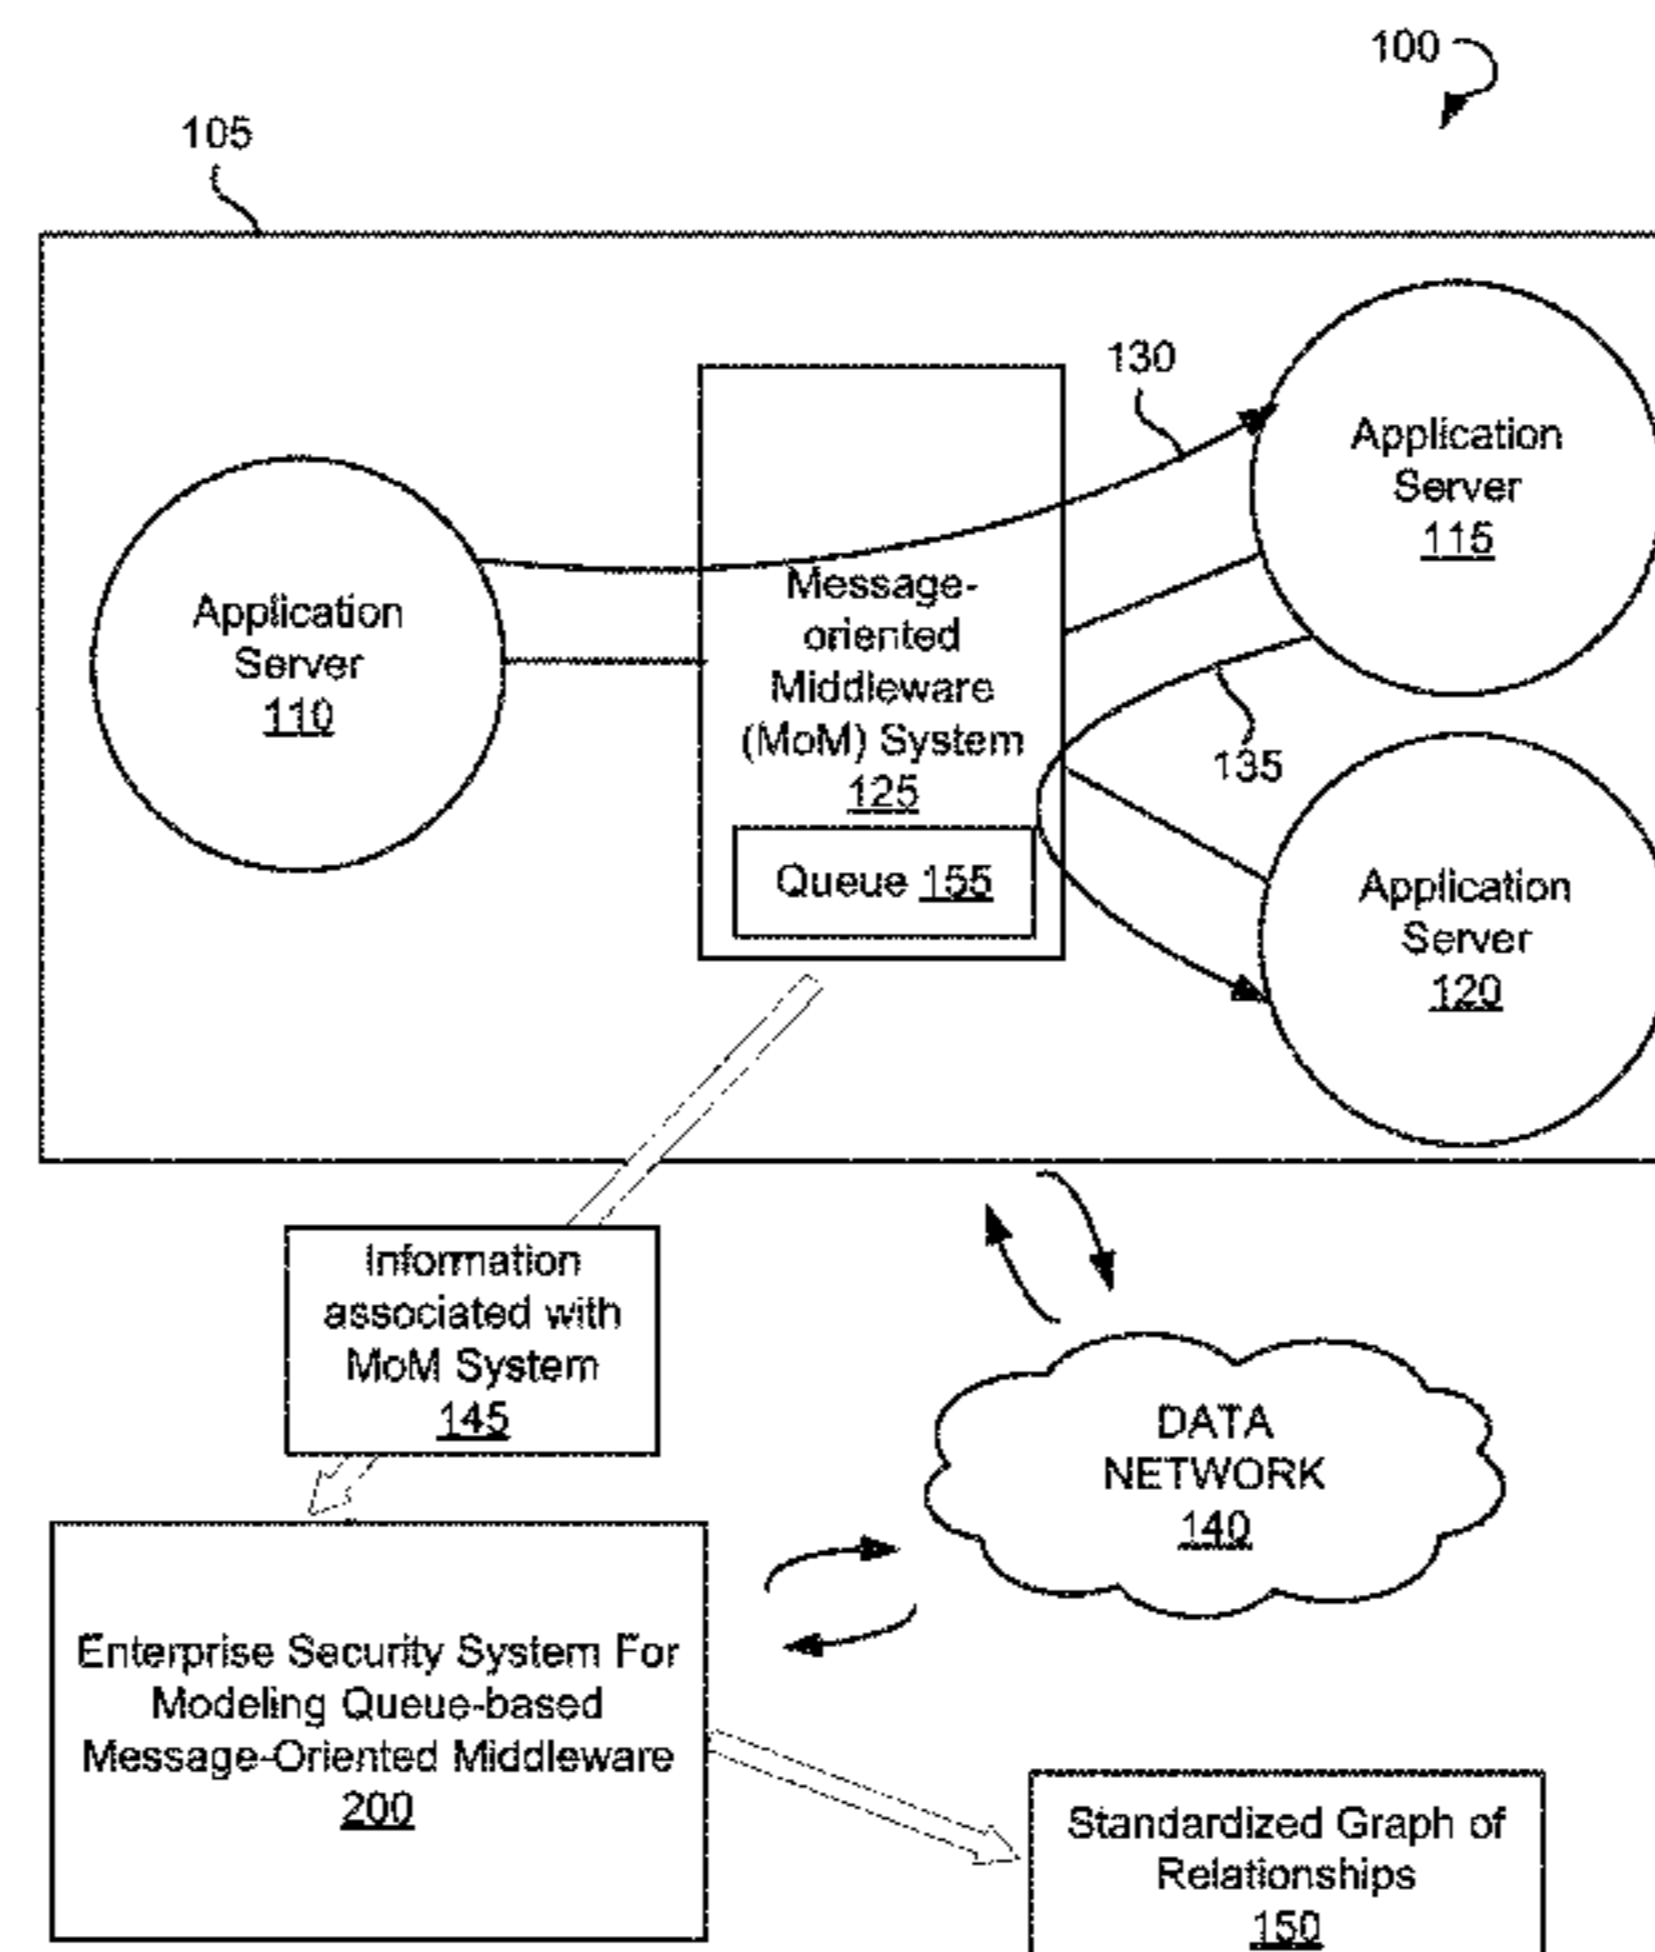 100
105
130
Application
Server
115
Application
Server
110
Message-
oriented
Middleware
(MoM) System
125
135
Queue 155
Application
Server
120
Information
associated with
MoM System
145
DATA
NETWORK
140
Enterprise Security System For
Modeling Queue-based
Message-Oriented Middleware
200
Standardized Graph of
Relationships
150